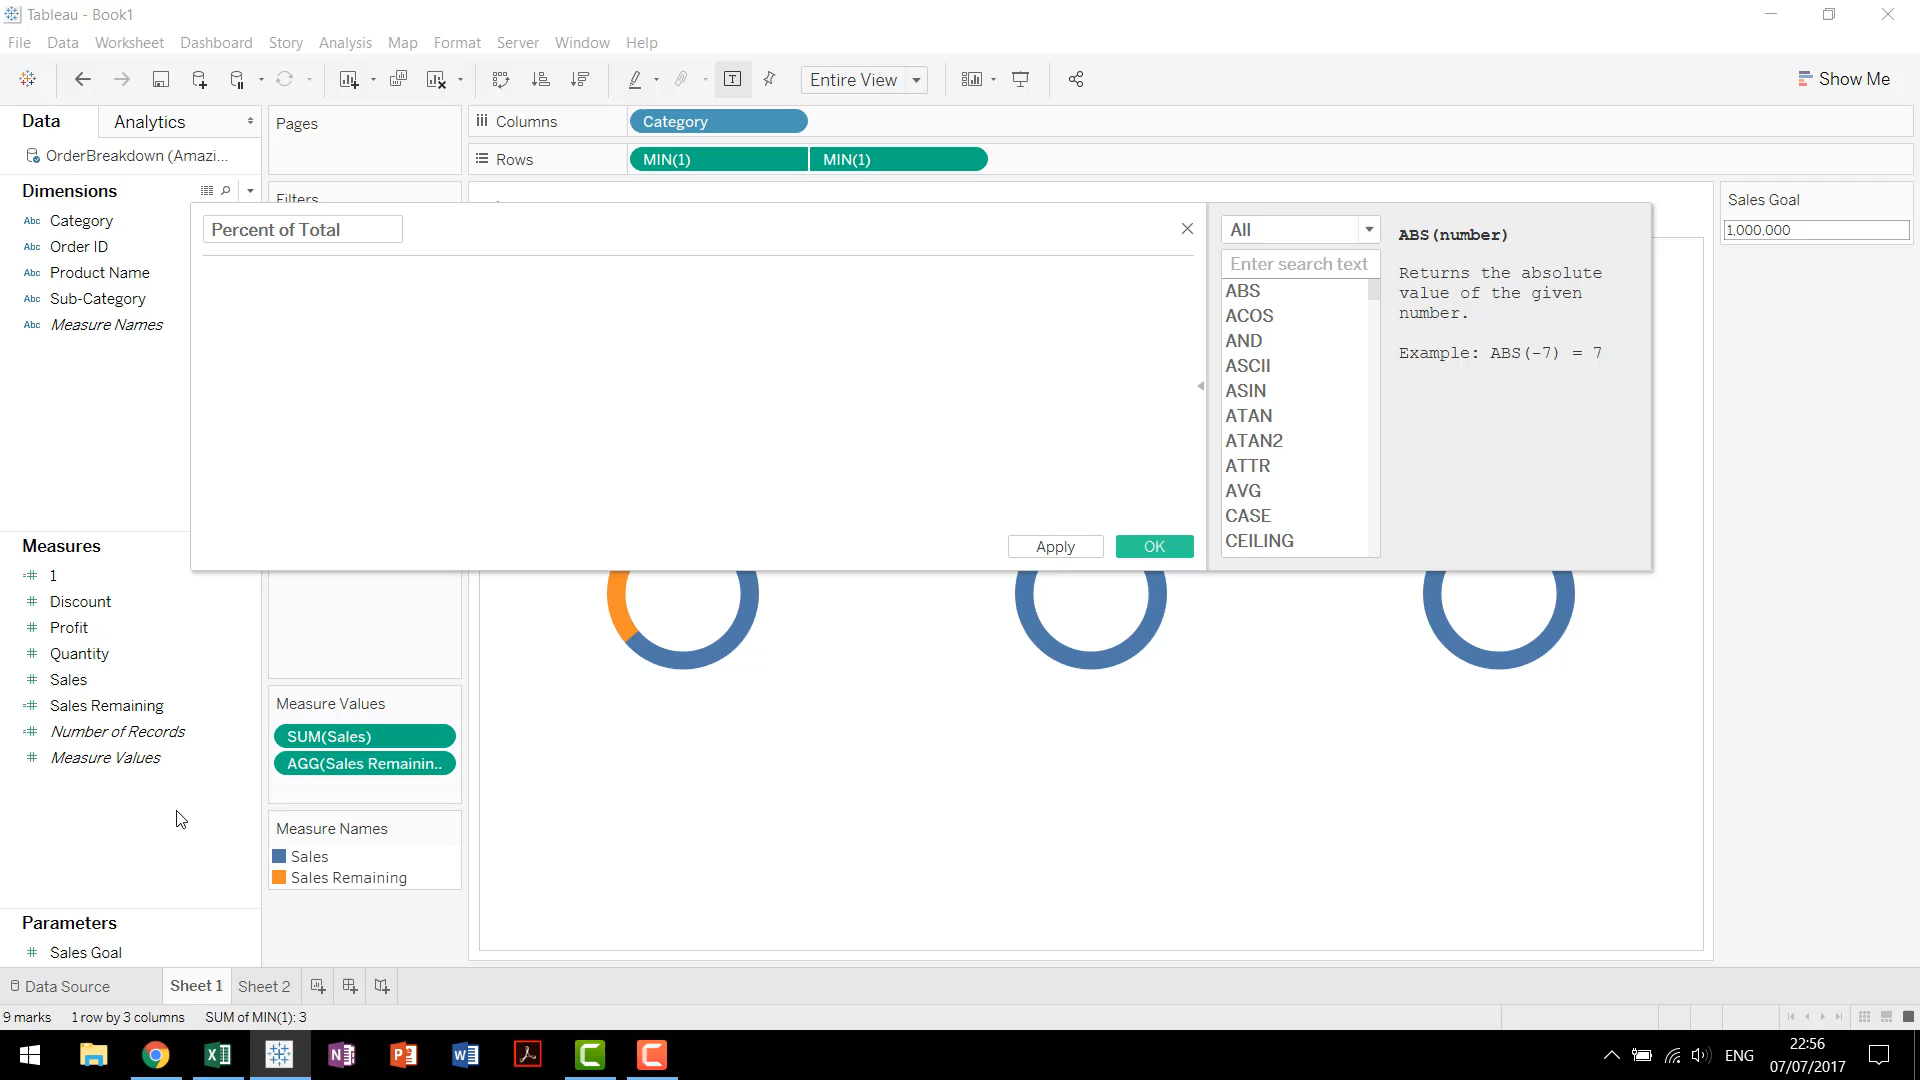 Tableau - Book1
File Data Worksheet Dashboard Story Analysis Map Format Server Window Help
Entire View
Show Me
Data
Analytics
Pages
Columns
Category
OrderBreakdown (Amazi...
Rows
MIN(1)
MIN(1)
Dimensions
Filters
Sales Goal
1,000,000
Category
Order ID
Product Name
Sub-Category
Measure Names
Abc
Abc
Abc
Abc
Abc
Percent of Total
All
Enter search text
ABS
ACOS
AND
ASCII
ASIN
ATAN
ATAN2
ATTR
AVG
CASE
CEILING
ABS(number)
Returns the absolute
value of the given
number.
Example: ABS(-7) = 7
Apply
OK
Measures
1
Discount
Profit
Quantity
Sales
Sales Remaining
Number of Records
Measure Values
Measure Values
SUM(Sales)
AGG(Sales Remainin..
Measure Names
Sales
Sales Remaining
Parameters
Sales Goal
Data Source
Sheet 1
Sheet 2
9 marks 1 row by 3 columns SUM of MIN(1): 3
ENG
22:56
07/07/2017